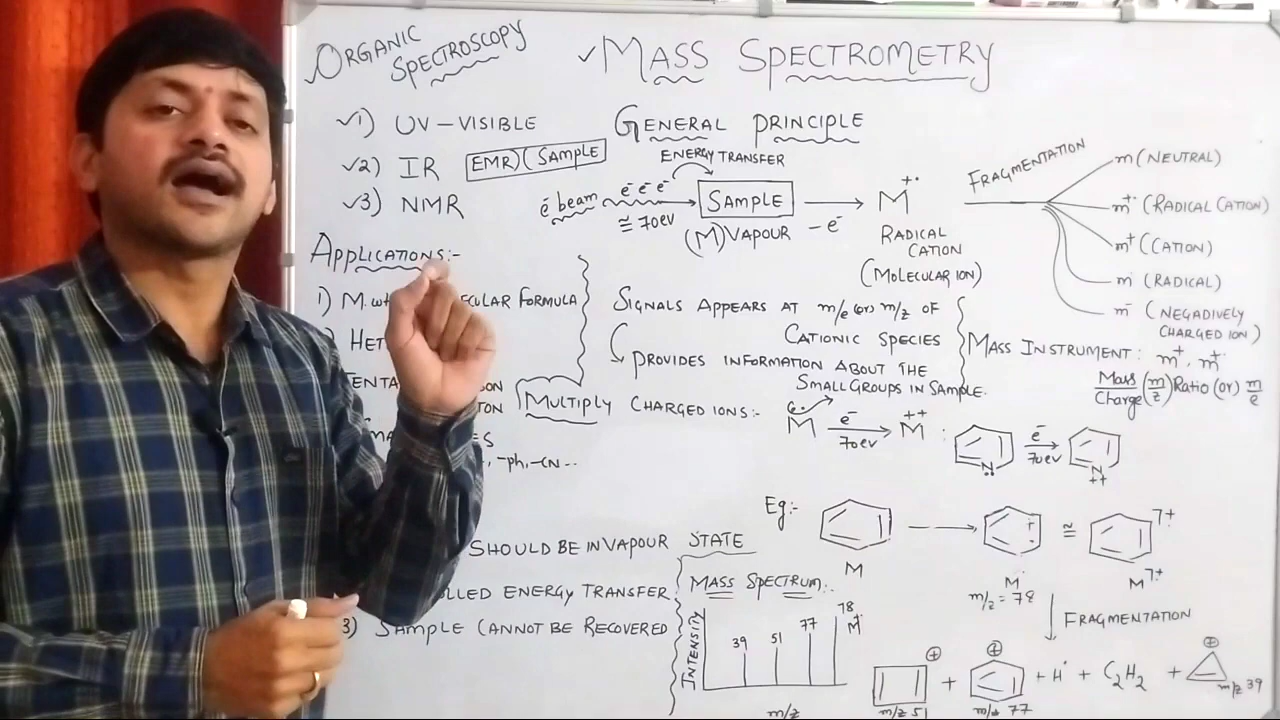 ORGANIC
SPECTROSCOPY
✓MASS SPECTROMETRY
✓1) UV-VISIBLE
✓2) IR
EMR)(SAMPLE
✓3) NMR
GENERAL PRINCIPLE
ENERGY TRANSFER
e⁻ beam e⁻ e⁻ e⁻
≅ 70ev
SAMPLE
(M) VAPOUR
-e⁻
M⁺·
RADICAL
CATION
(MOLECULAR ION)
FRAGMENTATION
m (NEUTRAL)
m⁺· (RADICAL CATION)
m⁺ (CATION)
m· (RADICAL)
m⁻ (NEGADIVELY
CHARGED ION)
APPLICATIONS:-
1) M.wt
FORMULA
HET
-ph, -CN--
SIGNALS APPEARS AT m/e (or) m/z OF
CATIONIC SPECIES
PROVIDES INFORMATION ABOUT THE
SMALL GROUPS IN SAMPLE.
MASS INSTRUMENT: m⁺, m⁺·
Mass/Charge (m/z) Ratio (or) m/e
MULTIPLY CHARGED IONS:-
M e⁻ 70ev M⁺⁺ :
N e⁻ 70ev N ++
SHOULD BE IN VAPOUR STATE
ENERGY TRANSFER
3) SAMPLE CANNOT BE RECOVERED
Eg:-
M
≅
M·
m/z = 78
M⁺·
FRAGMENTATION
MASS SPECTRUM:
INTENSITY
39 51 77 78
M⁺·
m/z
⊕ + ⊕ + H· + C₂H₂ + ⊕
m/z 51 m/z 77 m/z 39